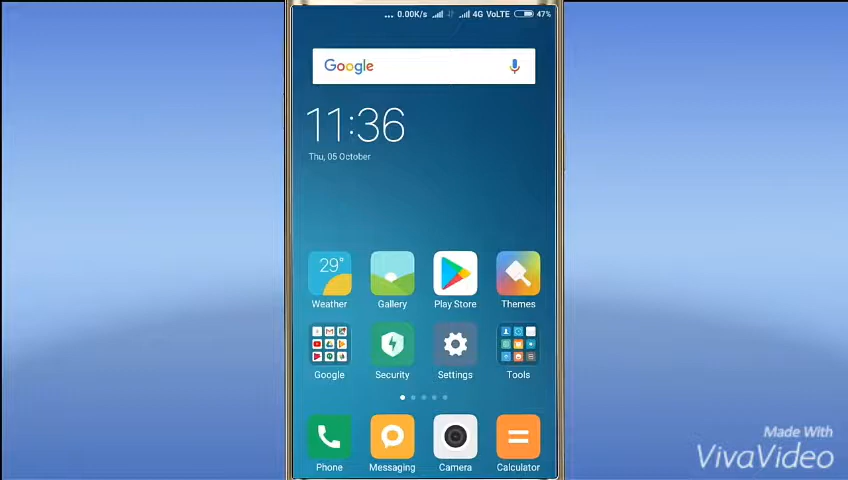 ... 0.00K/s 4G VoLTE 47%
Google
11:36
Thu, 05 October
29°
Weather Gallery Play Store Themes
Google Security Settings Tools
Phone Messaging Camera Calculator
Made With
VivaVideo